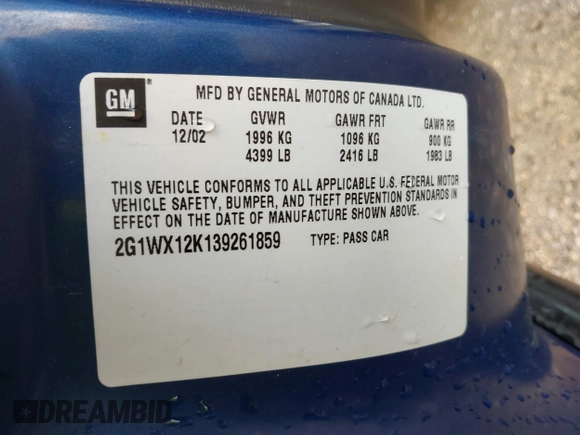 GM
MFD BY GENERAL MOTORS OF CANADA LTD.
DATE GVWR GAWR FRT GAWR RR
12/02 1996 KG 1096 KG 900 KG
4399 LB 2416 LB 1983 LB
THIS VEHICLE CONFORMS TO ALL APPLICABLE U.S. FEDERAL MOTOR
VEHICLE SAFETY, BUMPER, AND THEFT PREVENTION STANDARDS IN
EFFECT ON THE DATE OF MANUFACTURE SHOWN ABOVE.
2G1WX12K139261859 TYPE: PASS CAR
DREAMBID